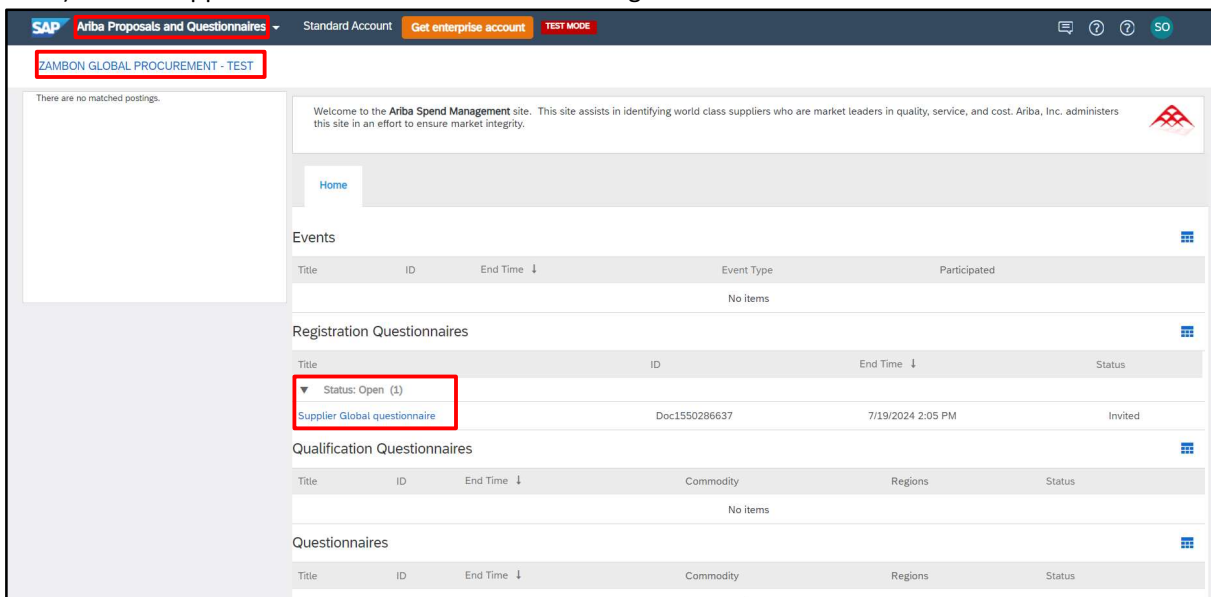 SAP Ariba Proposals and Questionnaires Standard Account Get enterprise account TEST MODE SO
ZAMBON GLOBAL PROCUREMENT - TEST
There are no matched postings.
Welcome to the Ariba Spend Management site. This site assists in identifying world class suppliers who are market leaders in quality, service, and cost. Ariba, Inc. administers
this site in an effort to ensure market integrity.
Home
Events
Title ID End Time ↓ Event Type Participated
No items
Registration Questionnaires
Title ID End Time ↓ Status
▼ Status: Open (1)
Supplier Global questionnaire Doc1550286637 7/19/2024 2:05 PM Invited
Qualification Questionnaires
Title ID End Time ↓ Commodity Regions Status
No items
Questionnaires
Title ID End Time ↓ Commodity Regions Status